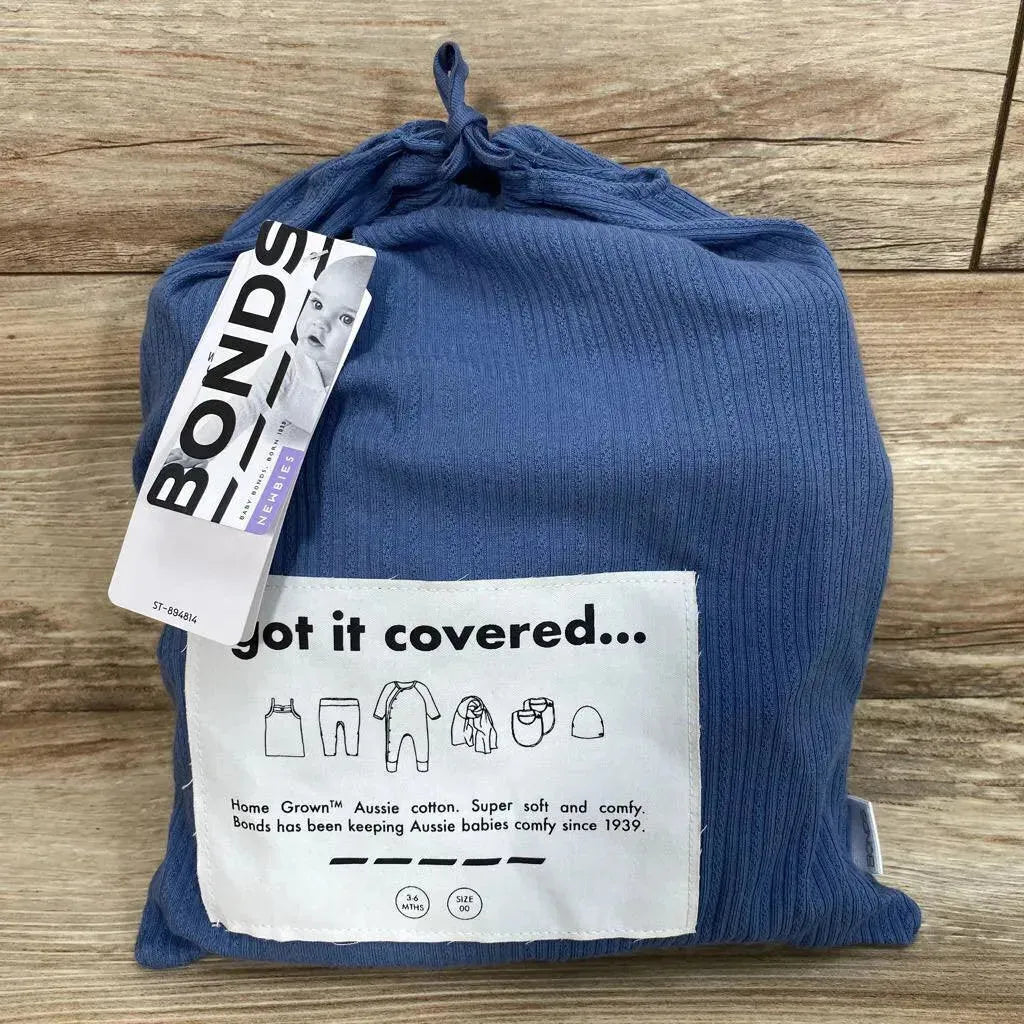 BONDS
BABY BONDS, BORN 1939
NEWBIES
ST-894814
got it covered...
Home Grown™ Aussie cotton. Super soft and comfy.
Bonds has been keeping Aussie babies comfy since 1939.
3-6
MTHS
SIZE
00